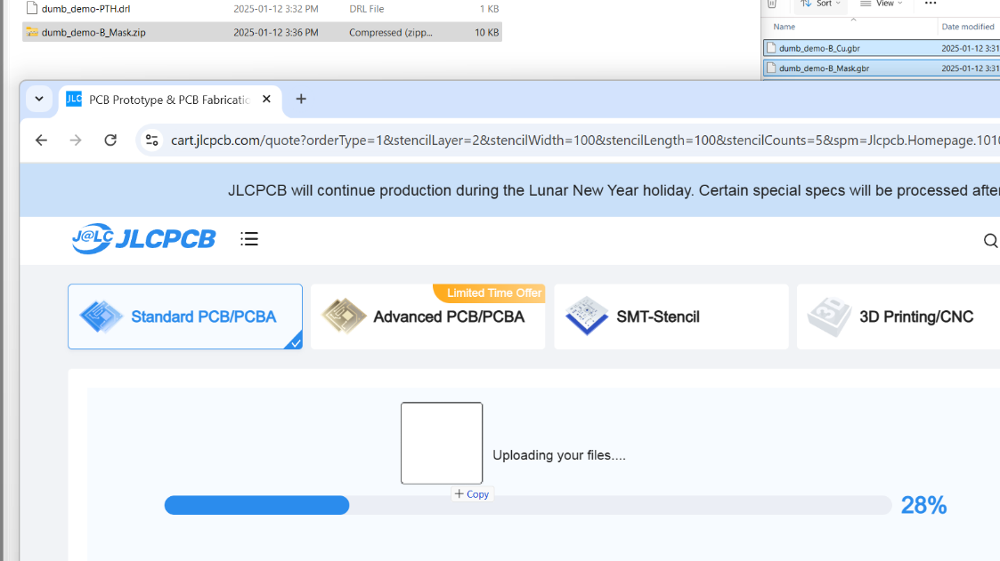 dumb_demo-PTH.drl 2025-01-12 3:32 PM DRL File 1 KB
dumb_demo-B_Mask.zip 2025-01-12 3:36 PM Compressed (zipp... 10 KB
Sort View ...
Name Date modified
dumb_demo-B_Cu.gbr 2025-01-12 3:31
dumb_demo-B_Mask.gbr 2025-01-12 3:31
JLC PCB Prototype & PCB Fabricatio
cart.jlcpcb.com/quote?orderType=1&stencilLayer=2&stencilWidth=100&stencilLength=100&stencilCounts=5&spm=Jlcpcb.Homepage.1010
JLCPCB will continue production during the Lunar New Year holiday. Certain special specs will be processed after
J@LC JLCPCB
Limited Time Offer
Standard PCB/PCBA Advanced PCB/PCBA SMT-Stencil 3D Printing/CNC
Uploading your files....
+ Copy
28%